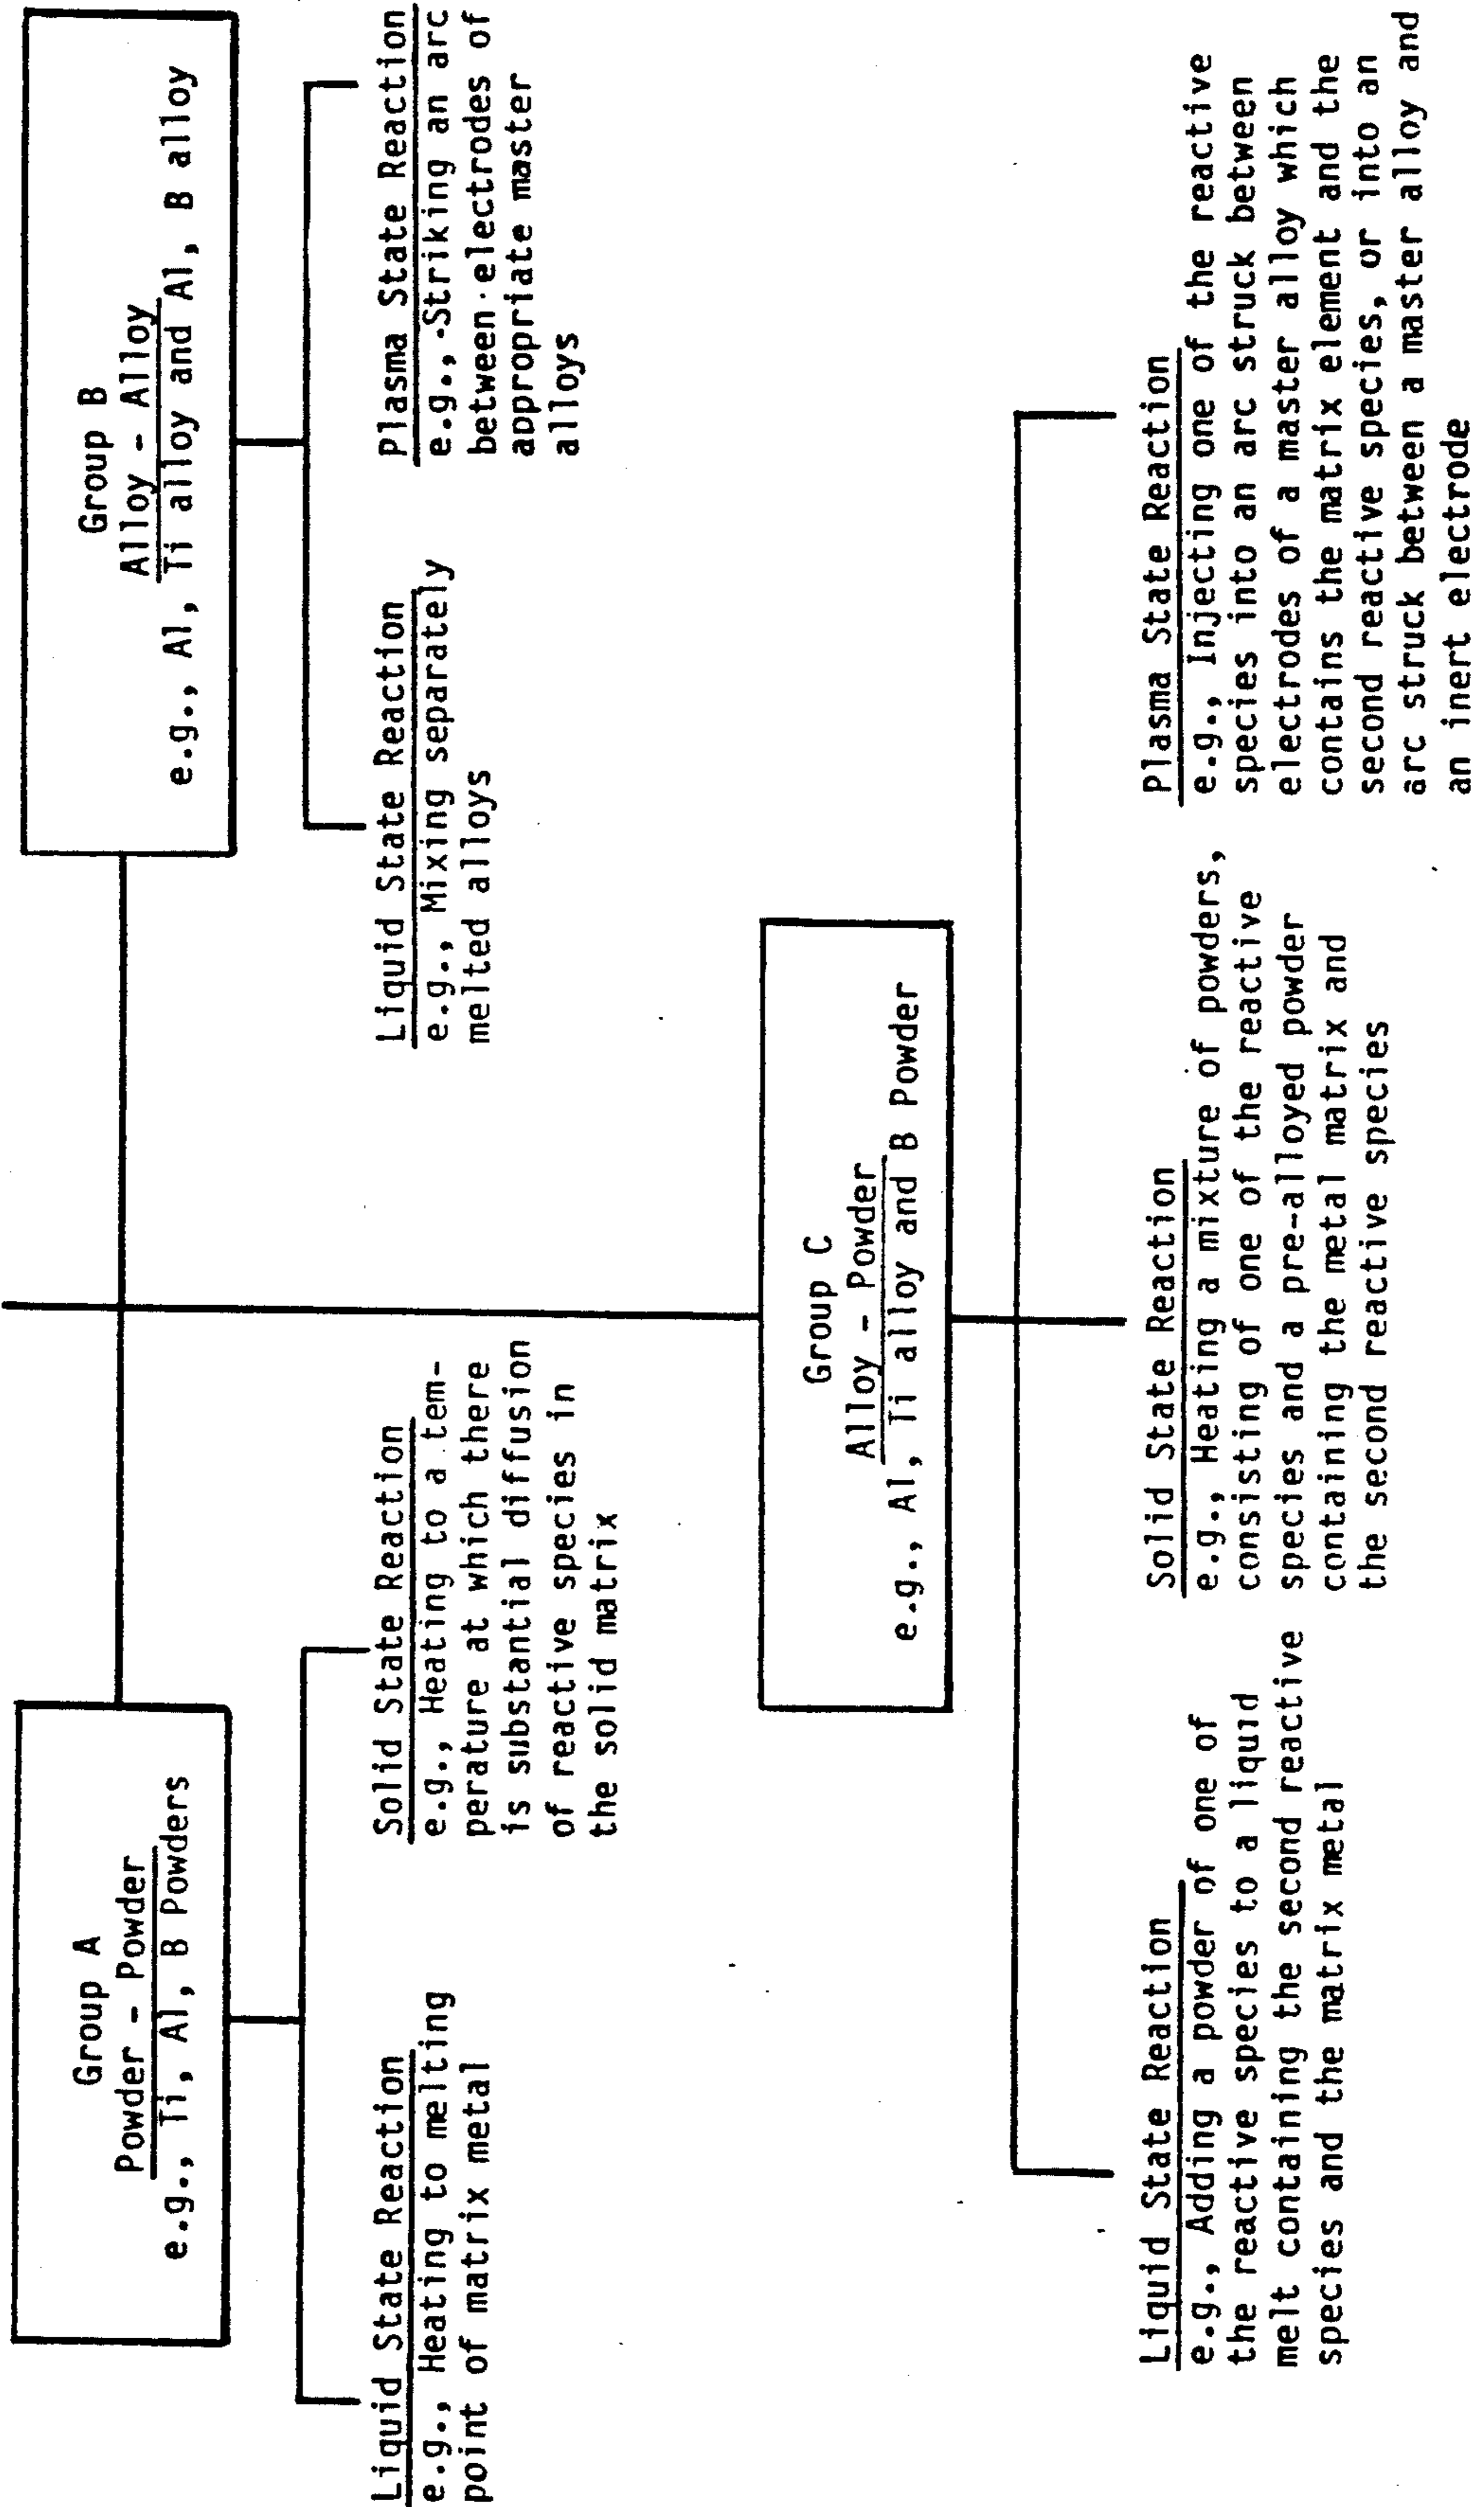 Group A
Powder - Powder
e.g., Ti, Al, B Powders
Liquid State Reaction
e.g., Heating to melting
point of matrix metal
Solid State Reaction
e.g., Heating to a tem-
perature at which there
is substantial diffusion
of reactive species in
the solid matrix
Group B
Alloy - Alloy
e.g., Al, Ti alloy and Al, B alloy
Liquid State Reaction
e.g., Mixing separately
melted alloys
Plasma State Reaction
e.g., Striking an arc
between electrodes of
appropriate master
alloys
Group C
Alloy - Powder
e.g., Al, Ti alloy and B Powder
Liquid State Reaction
e.g., Adding a powder of one of
the reactive species to a liquid
melt containing the second reactive
species and the matrix metal
Solid State Reaction
e.g., Heating a mixture of powders,
consisting of one of the reactive
species and a pre-alloyed powder
containing the metal matrix and
the second reactive species
Plasma State Reaction
e.g., Injecting one of the reactive
species into an arc struck between
electrodes of a master alloy which
contains the matrix element and the
second reactive species, or into an
arc struck between a master alloy and
an inert electrode